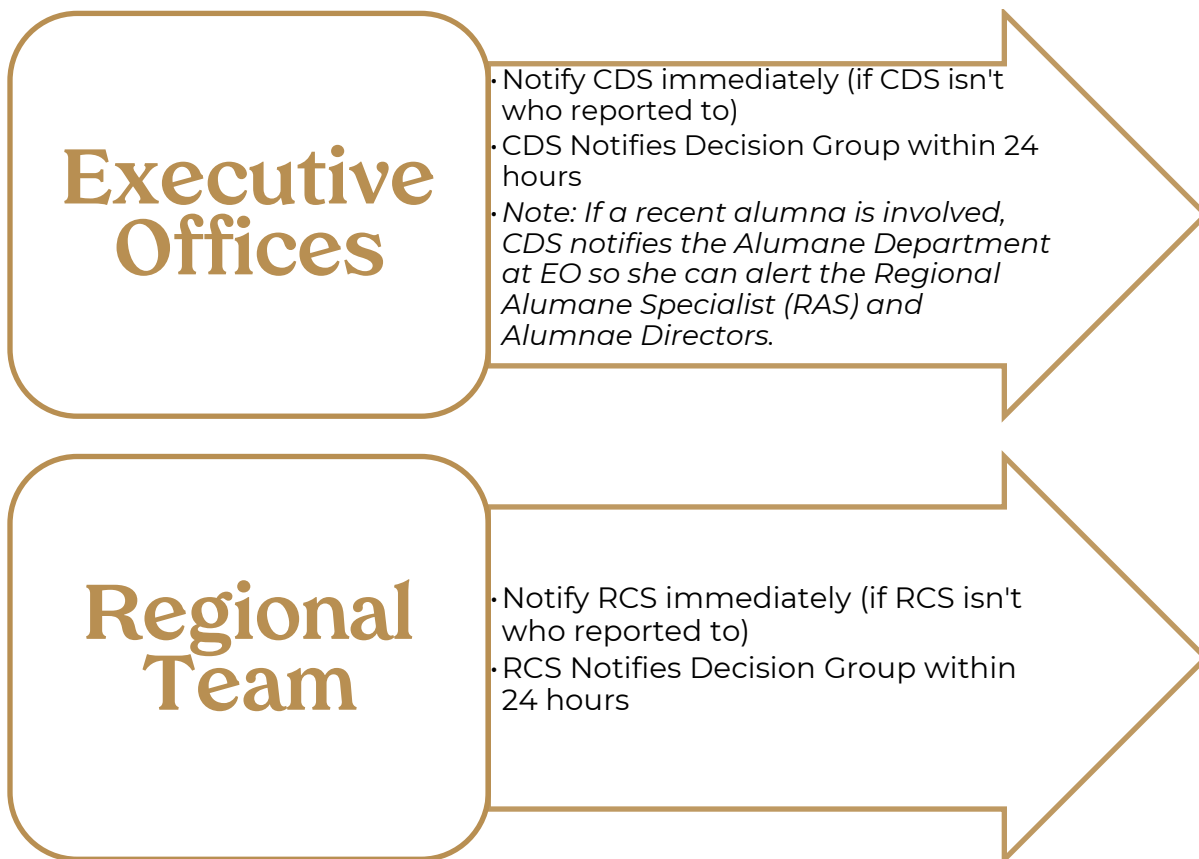 Executive
Offices
· Notify CDS immediately (if CDS isn't
who reported to)
· CDS Notifies Decision Group within 24
hours
· Note: If a recent alumna is involved,
CDS notifies the Alumane Department
at EO so she can alert the Regional
Alumane Specialist (RAS) and
Alumnae Directors.
Regional
Team
· Notify RCS immediately (if RCS isn't
who reported to)
· RCS Notifies Decision Group within
24 hours